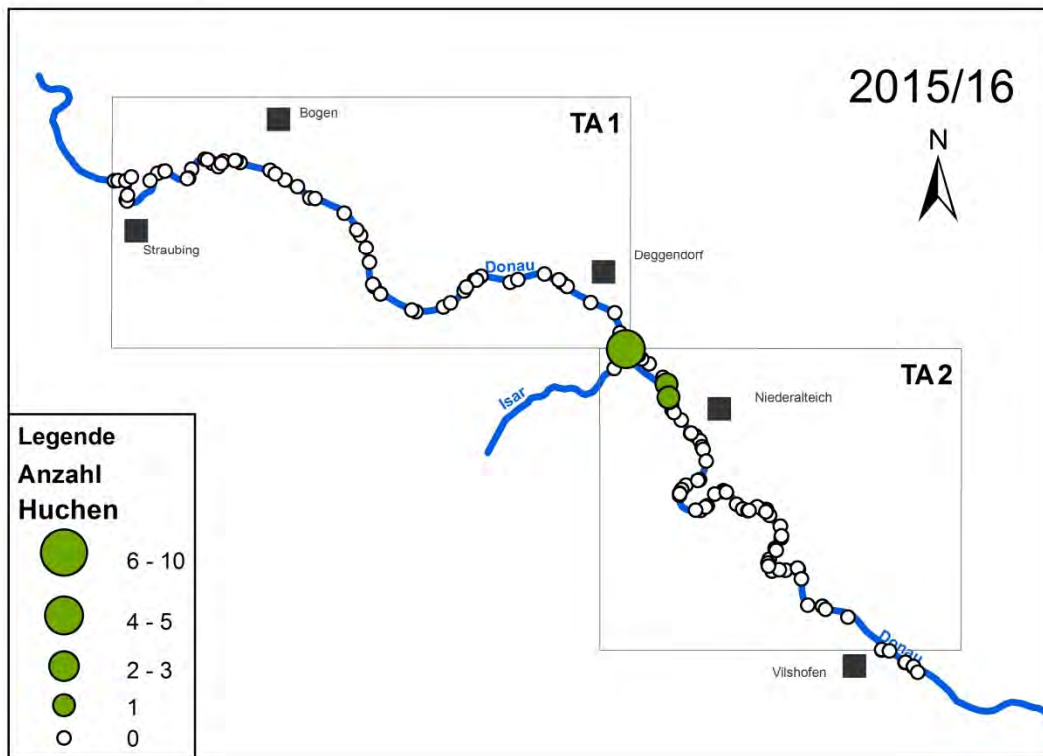 2015/16
N
Bogen
TA 1
Straubing
Donau
Deggendorf
TA 2
Isar
Niederalteich
Donau
Vilshofen
Legende
Anzahl
Huchen
6 - 10
4 - 5
2 - 3
1
0